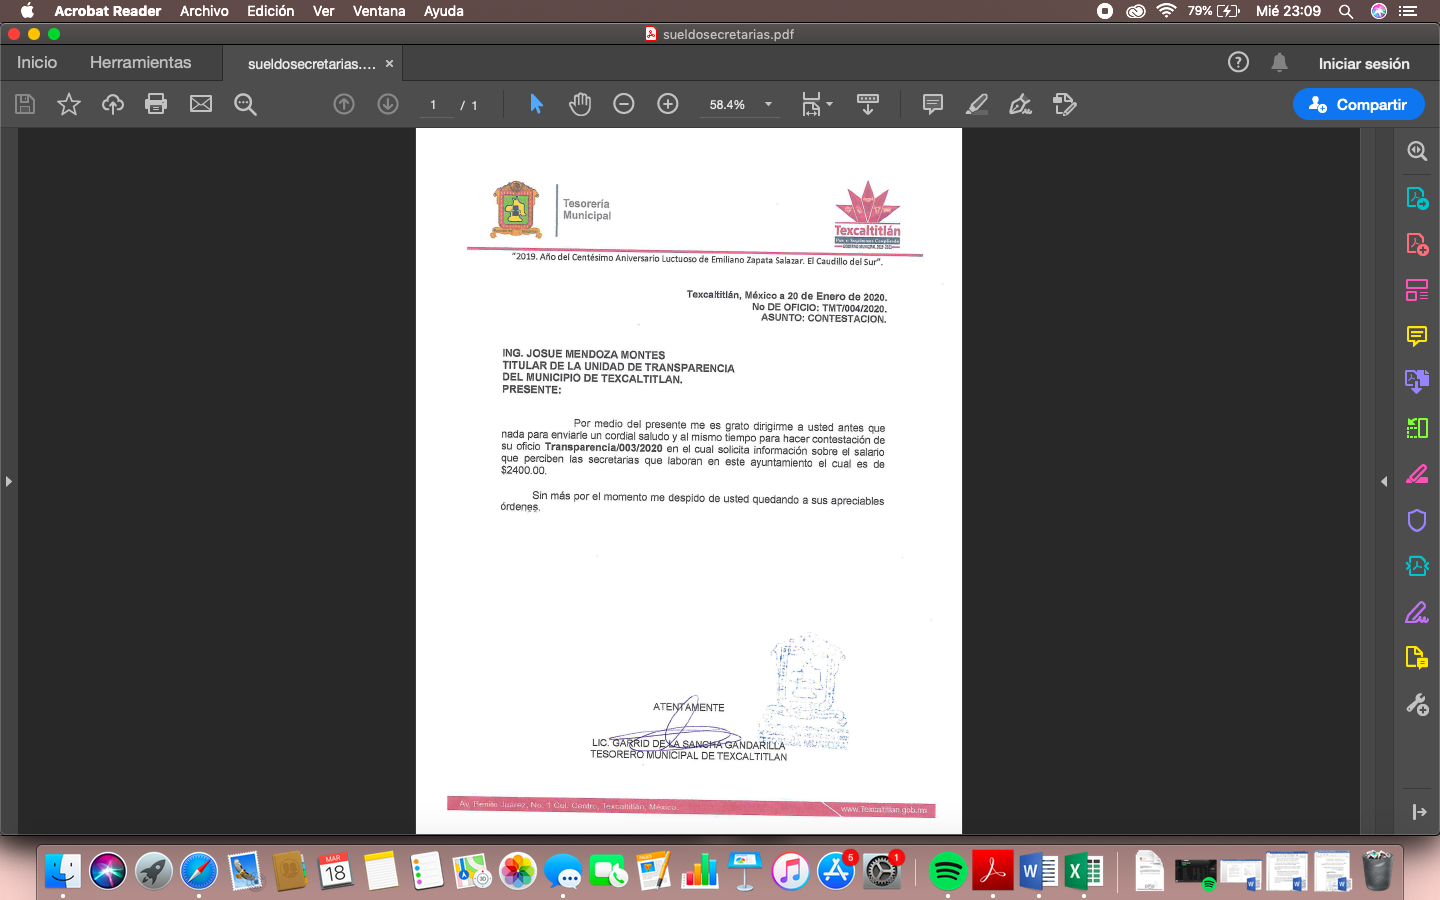 Acrobat Reader Archivo Edición Ver Ventana Ayuda 79% Mié 23:09
sueldosecretarias.pdf
Inicio Herramientas sueldosecretarias.... × Iniciar sesión
1 / 1 58.4% Compartir
Tesorería
Municipal
Texcaltitlán
"2019. Año del Centésimo Aniversario Luctuoso de Emiliano Zapata Salazar. El Caudillo del Sur".
Texcaltitlán, México a 20 de Enero de 2020.
No DE OFICIO: TMT/004/2020.
ASUNTO: CONTESTACION.
ING. JOSUE MENDOZA MONTES
TITULAR DE LA UNIDAD DE TRANSPARENCIA
DEL MUNICIPIO DE TEXCALTITLAN.
PRESENTE:
Por medio del presente me es grato dirigirme a usted antes que
nada para enviarle un cordial saludo y al mismo tiempo para hacer contestación de
su oficio Transparencia/003/2020 en el cual solicita información sobre el salario
que perciben las secretarias que laboran en este ayuntamiento el cual es de
$2400.00.
Sin más por el momento me despido de usted quedando a sus apreciables
órdenes.
ATENTAMENTE
LIC. GARRID DE LA SANCHA GANDARILLA
TESORERO MUNICIPAL DE TEXCALTITLAN
Av. Benito Juárez, No. 1 Col. Centro, Texcaltitlán, México.
www.Texcaltitlan.gob.mx
MAR
18
30
5
1